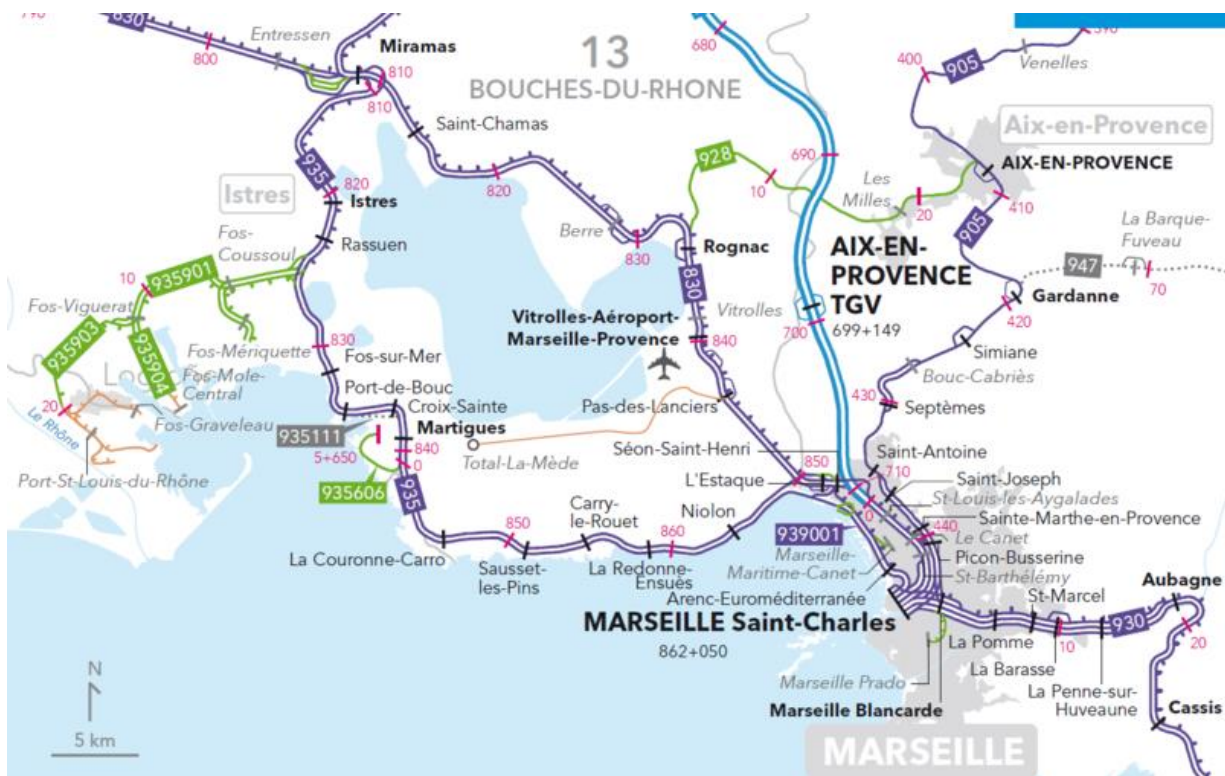 790
830
800
Entressen
Miramas
810
810
13
BOUCHES-DU-RHONE
680
400
905
390
Venelles
Saint-Chamas
928
690
10
Aix-en-Provence
AIX-EN-PROVENCE
935
820
Istres
Istres
820
Les
Milles
20
410
Rassuen
Berre
830
Rognac
905
La Barque-
Fuveau
Fos-
Coussoul
AIX-EN-
PROVENCE
TGV
699+149
947
70
Gardanne
10
935901
830
Vitrolles
420
Fos-Viguerat
Vitrolles-Aéroport-
Marseille-Provence
840
700
935903
935904
Fos-Mériquette
830
Fos-sur-Mer
Simiane
Bouc-Cabriès
Fos-Mole-
Central
Port-de-Bouc
Croix-Sainte
Martigues
Pas-des-Lanciers
430
Septèmes
20
Le Rhône
Fos-Graveleau
935111
5+650
840
0
Total-La-Mède
Séon-Saint-Henri
850
Saint-Antoine
710
Port-St-Louis-du-Rhône
935606
935
L'Estaque
Saint-Joseph
St-Louis-les-Aygalades
0
Sainte-Marthe-en-Provence
440
Carry-
le-Rouet
Niolon
850
860
939001
Le Canet
Picon-Busserine
La Couronne-Carro
Sausset-
les-Pins
La Redonne-
Ensuès
Marseille-
Maritime-Canet
St-Barthélémy
Arenc-Euroméditerranée
St-Marcel
Aubagne
MARSEILLE Saint-Charles
862+050
930
20
La Pomme
10
La Barasse
N
Marseille Prado
La Penne-sur-
Huveaune
Marseille Blancarde
Cassis
5 km
MARSEILLE